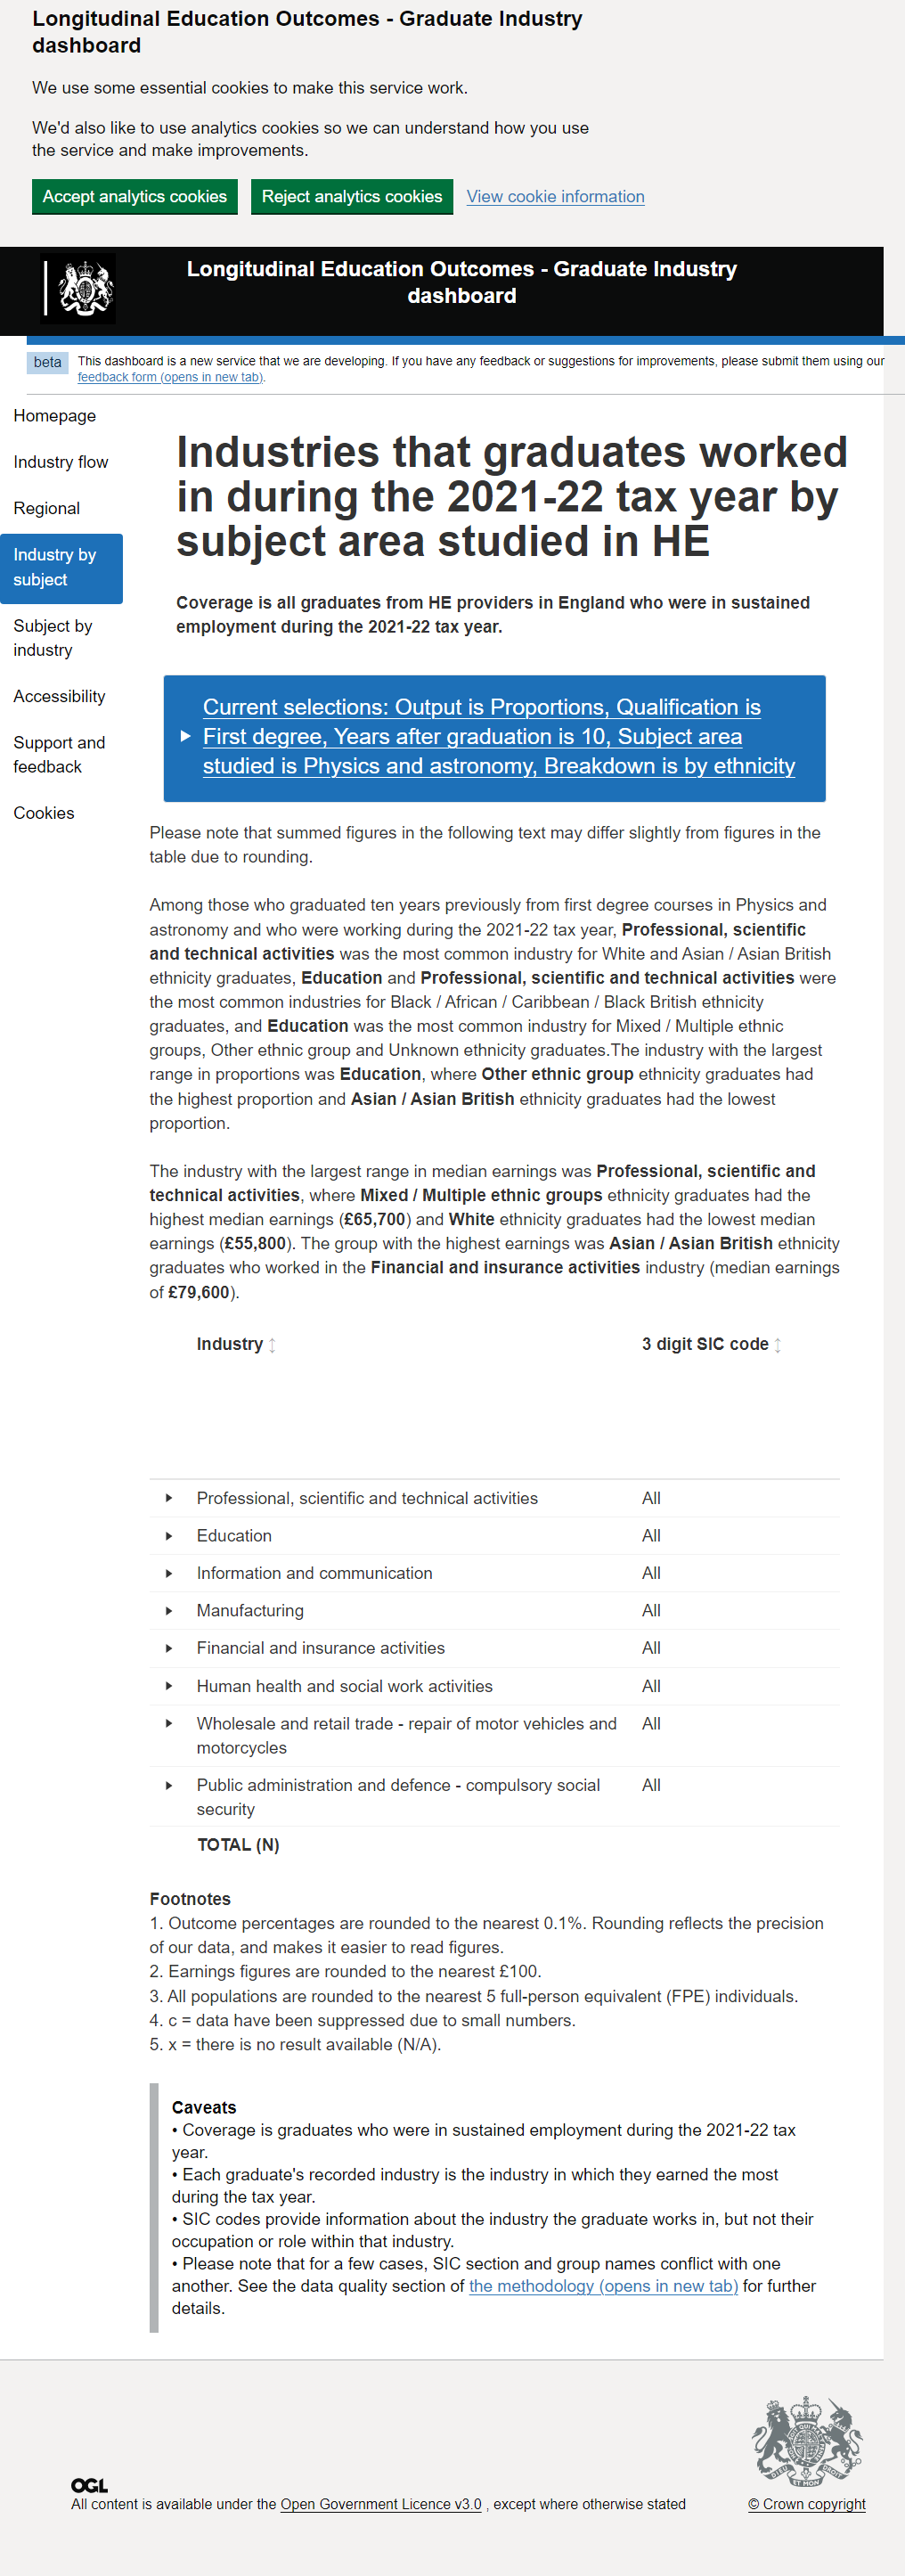 Longitudinal Education Outcomes - Graduate Industry
dashboard
We use some essential cookies to make this service work.
We'd also like to use analytics cookies so we can understand how you use
the service and make improvements.
Accept analytics cookies Reject analytics cookies View cookie information
Longitudinal Education Outcomes - Graduate Industry
dashboard
beta This dashboard is a new service that we are developing. If you have any feedback or suggestions for improvements, please submit them using our
feedback form (opens in new tab).
Homepage
Industry flow
Regional
Industry by
subject
Subject by
industry
Accessibility
Support and
feedback
Cookies
Industries that graduates worked
in during the 2021-22 tax year by
subject area studied in HE
Coverage is all graduates from HE providers in England who were in sustained
employment during the 2021-22 tax year.
Current selections: Output is Proportions, Qualification is
First degree, Years after graduation is 10, Subject area
studied is Physics and astronomy, Breakdown is by ethnicity
Please note that summed figures in the following text may differ slightly from figures in the
table due to rounding.
Among those who graduated ten years previously from first degree courses in Physics and
astronomy and who were working during the 2021-22 tax year, Professional, scientific
and technical activities was the most common industry for White and Asian / Asian British
ethnicity graduates, Education and Professional, scientific and technical activities were
the most common industries for Black / African / Caribbean / Black British ethnicity
graduates, and Education was the most common industry for Mixed / Multiple ethnic
groups, Other ethnic group and Unknown ethnicity graduates.The industry with the largest
range in proportions was Education, where Other ethnic group ethnicity graduates had
the highest proportion and Asian / Asian British ethnicity graduates had the lowest
proportion.
The industry with the largest range in median earnings was Professional, scientific and
technical activities, where Mixed / Multiple ethnic groups ethnicity graduates had the
highest median earnings (£65,700) and White ethnicity graduates had the lowest median
earnings (£55,800). The group with the highest earnings was Asian / Asian British ethnicity
graduates who worked in the Financial and insurance activities industry (median earnings
of £79,600).
Industry 3 digit SIC code
Professional, scientific and technical activities All
Education All
Information and communication All
Manufacturing All
Financial and insurance activities All
Human health and social work activities All
Wholesale and retail trade - repair of motor vehicles and All
motorcycles
Public administration and defence - compulsory social All
security
TOTAL (N)
Footnotes
1. Outcome percentages are rounded to the nearest 0.1%. Rounding reflects the precision
of our data, and makes it easier to read figures.
2. Earnings figures are rounded to the nearest £100.
3. All populations are rounded to the nearest 5 full-person equivalent (FPE) individuals.
4. c = data have been suppressed due to small numbers.
5. x = there is no result available (N/A).
Caveats
• Coverage is graduates who were in sustained employment during the 2021-22 tax
year.
• Each graduate's recorded industry is the industry in which they earned the most
during the tax year.
• SIC codes provide information about the industry the graduate works in, but not their
occupation or role within that industry.
• Please note that for a few cases, SIC section and group names conflict with one
another. See the data quality section of the methodology (opens in new tab) for further
details.
OGL
All content is available under the Open Government Licence v3.0 , except where otherwise stated © Crown copyright